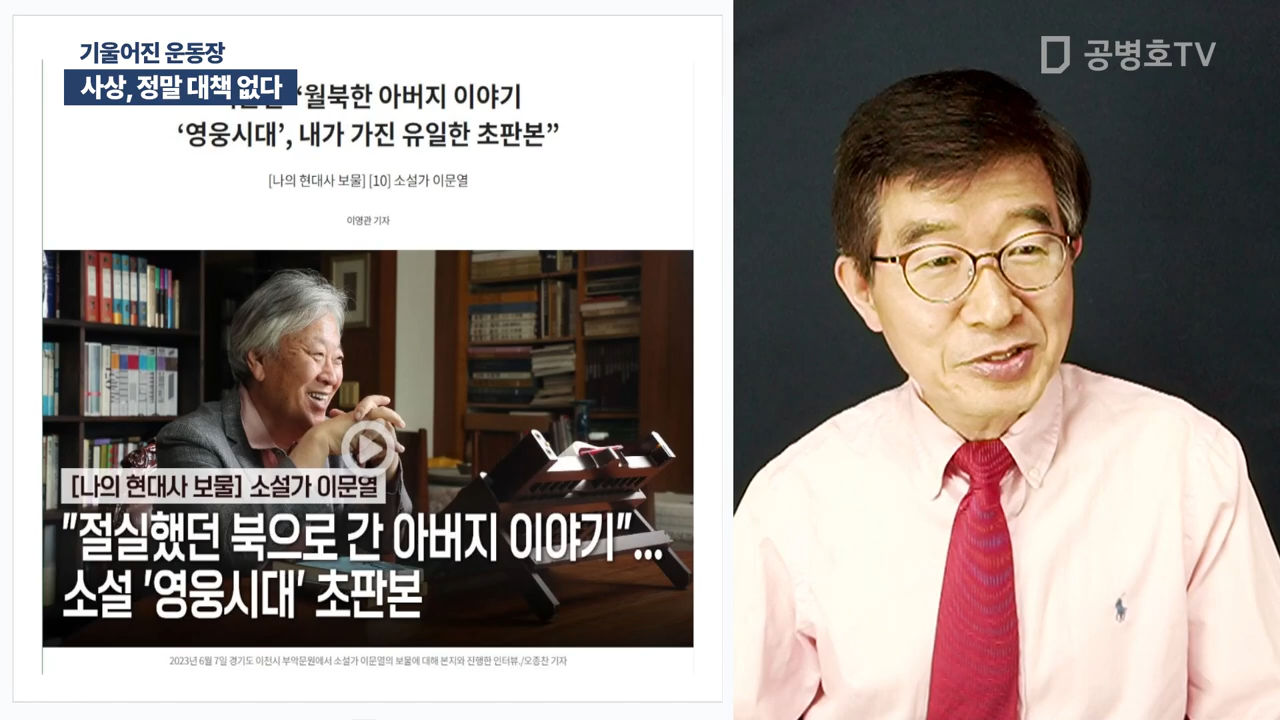 기울어진 운동장
사상, 정말 대책 없다
“월북한 아버지 이야기
‘영웅시대’, 내가 가진 유일한 초판본”
[나의 현대사 보물] [10] 소설가 이문열
이영관 기자
[나의 현대사 보물] 소설가 이문열
"절실했던 북으로 간 아버지 이야기"...
소설 '영웅시대' 초판본
2023년 6월 7일 경기도 이천시 부악문원에서 소설가 이문열의 보물에 대해 본지와 진행한 인터뷰./오종찬 기자
공병호TV